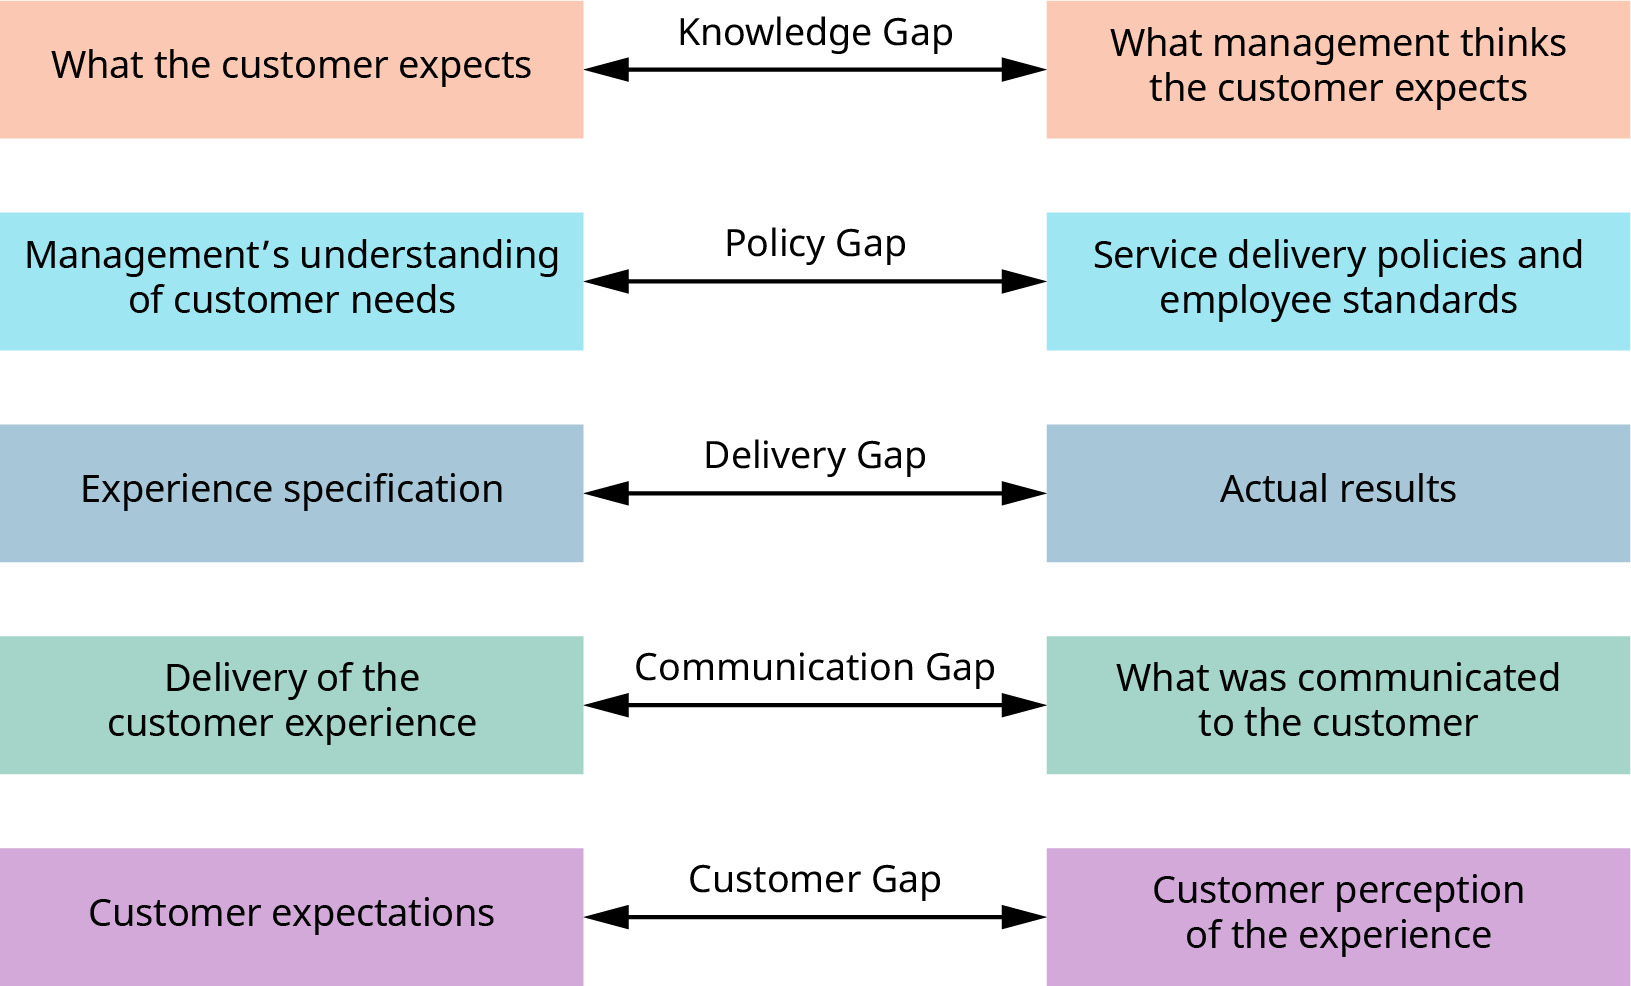 What the customer expects
Knowledge Gap
What management thinks
the customer expects
Management’s understanding
of customer needs
Policy Gap
Service delivery policies and
employee standards
Experience specification
Delivery Gap
Actual results
Delivery of the
customer experience
Communication Gap
What was communicated
to the customer
Customer expectations
Customer Gap
Customer perception
of the experience